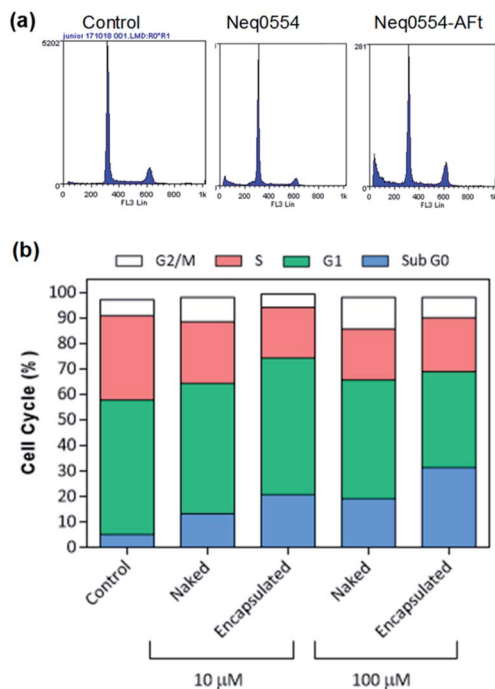 (a) Control Neq0554 Neq0554-AFt
junior 171018 001.LMD:R0*R1
5202
281
0 0
0 200 400 600 800 1k 0 200 400 600 800 1k 0 200 400 600 800 1k
FL3 Lin FL3 Lin FL3 Lin
(b)
G2/M S G1 Sub G0
Cell Cycle (%)
100
90
80
70
60
50
40
30
20
10
0
Control Naked Encapsulated Naked Encapsulated
10 µM 100 µM